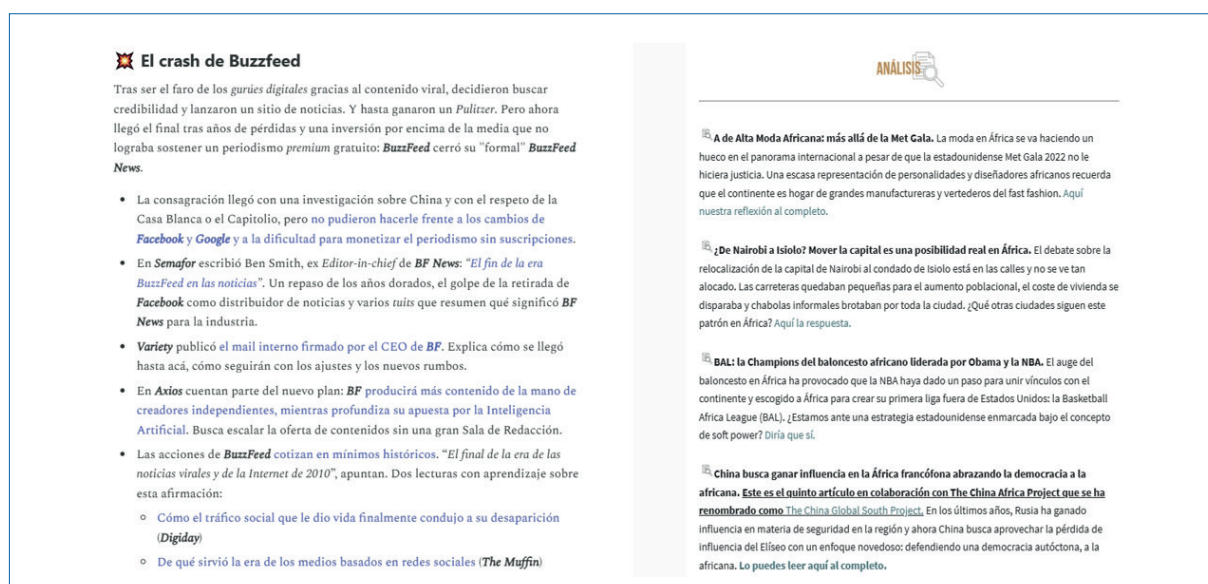 💥 El crash de Buzzfeed
Tras ser el faro de los gurúes digitales gracias al contenido viral, decidieron buscar
credibilidad y lanzaron un sitio de noticias. Y hasta ganaron un Pulitzer. Pero ahora
llegó el final tras años de pérdidas y una inversión por encima de la media que no
lograba sostener un periodismo premium gratuito: BuzzFeed cerró su "formal" BuzzFeed
News.
• La consagración llegó con una investigación sobre China y con el respeto de la
Casa Blanca o el Capitolio, pero no pudieron hacerle frente a los cambios de
Facebook y Google y a la dificultad para monetizar el periodismo sin suscripciones.
• En Semafor escribió Ben Smith, ex Editor-in-chief de BF News: “El fin de la era
BuzzFeed en las noticias”. Un repaso de los años dorados, el golpe de la retirada de
Facebook como distribuidor de noticias y varios tuits que resumen qué significó BF
News para la industria.
• Variety publicó el mail interno firmado por el CEO de BF. Explica cómo se llegó
hasta acá, cómo seguirán con los ajustes y los nuevos rumbos.
• En Axios cuentan parte del nuevo plan: BF producirá más contenido de la mano de
creadores independientes, mientras profundiza su apuesta por la Inteligencia
Artificial. Busca escalar la oferta de contenidos sin una gran Sala de Redacción.
• Las acciones de BuzzFeed cotizan en mínimos históricos. “El final de la era de las
noticias virales y de la Internet de 2010”, apuntan. Dos lecturas con aprendizaje sobre
esta afirmación:
◦ Cómo el tráfico social que le dio vida finalmente condujo a su desaparición
(Digiday)
◦ De qué sirvió la era de los medios basados en redes sociales (The Muffin)
ANÁLISIS
A de Alta Moda Africana: más allá de la Met Gala. La moda en África se va haciendo un
hueco en el panorama internacional a pesar de que la estadounidense Met Gala 2022 no le
hiciera justicia. Una escasa representación de personalidades y diseñadores africanos recuerda
que el continente es hogar de grandes manufactureras y vertederos del fast fashion. Aquí
nuestra reflexión al completo.
¿De Nairobi a Isiolo? Mover la capital es una posibilidad real en África. El debate sobre la
relocalización de la capital de Nairobi al condado de Isiolo está en las calles y no se ve tan
alocado. Las carreteras quedaban pequeñas para el aumento poblacional, el coste de vivienda se
disparaba y chabolas informales brotaban por toda la ciudad. ¿Qué otras ciudades siguen este
patrón en África? Aquí la respuesta.
BAL: la Champions del baloncesto africano liderada por Obama y la NBA. El auge del
baloncesto en África ha provocado que la NBA haya dado un paso para unir vínculos con el
continente y escogido a África para crear su primera liga fuera de Estados Unidos: la Basketball
Africa League (BAL). ¿Estamos ante una estrategia estadounidense enmarcada bajo el concepto
de soft power? Diría que sí.
China busca ganar influencia en la África francófona abrazando la democracia a la
africana. Este es el quinto artículo en colaboración con The China Africa Project que se ha
renombrado como The China Global South Project. En los últimos años, Rusia ha ganado
influencia en materia de seguridad en la región y ahora China busca aprovechar la pérdida de
influencia del Elíseo con un enfoque novedoso: defendiendo una democracia autóctona, a la
africana. Lo puedes leer aquí al completo.